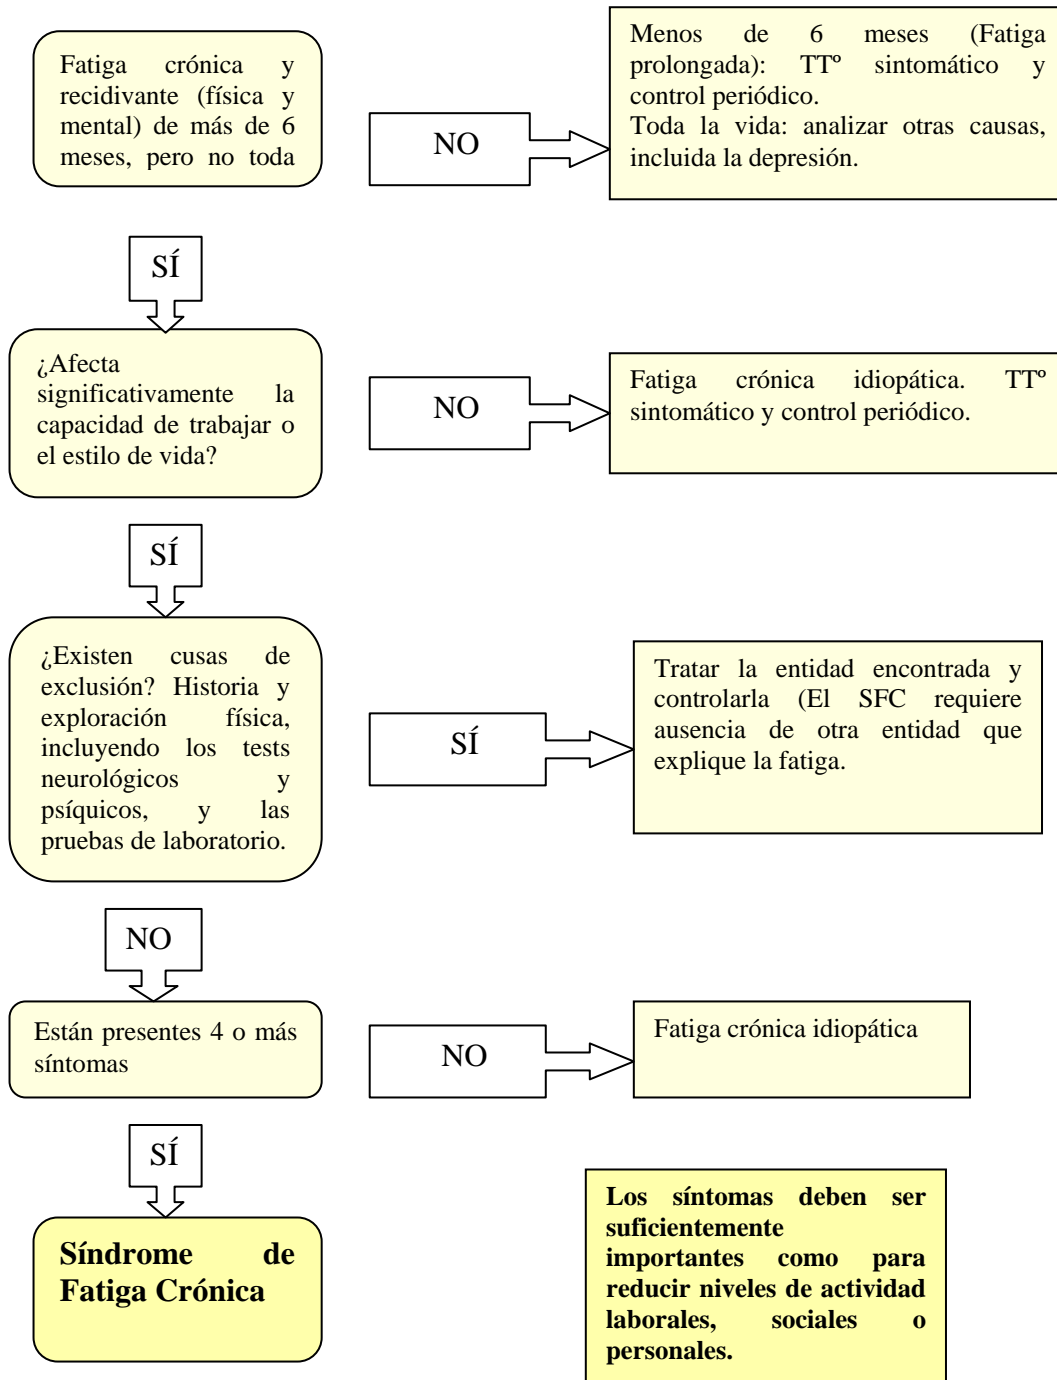 Fatiga crónica y
recidivante (física y
mental) de más de 6
meses, pero no toda
NO
Menos de 6 meses (Fatiga
prolongada): TTº sintomático y
control periódico.
Toda la vida: analizar otras causas,
incluida la depresión.
SÍ
¿Afecta
significativamente la
capacidad de trabajar o
el estilo de vida?
NO
Fatiga crónica idiopática. TTº
sintomático y control periódico.
SÍ
¿Existen cusas de
exclusión? Historia y
exploración física,
incluyendo los tests
neurológicos y
psíquicos, y las
pruebas de laboratorio.
SÍ
Tratar la entidad encontrada y
controlarla (El SFC requiere
ausencia de otra entidad que
explique la fatiga.
NO
Están presentes 4 o más
síntomas
NO
Fatiga crónica idiopática
SÍ
Síndrome de
Fatiga Crónica
Los síntomas deben ser
suficientemente
importantes como para
reducir niveles de actividad
laborales, sociales o
personales.